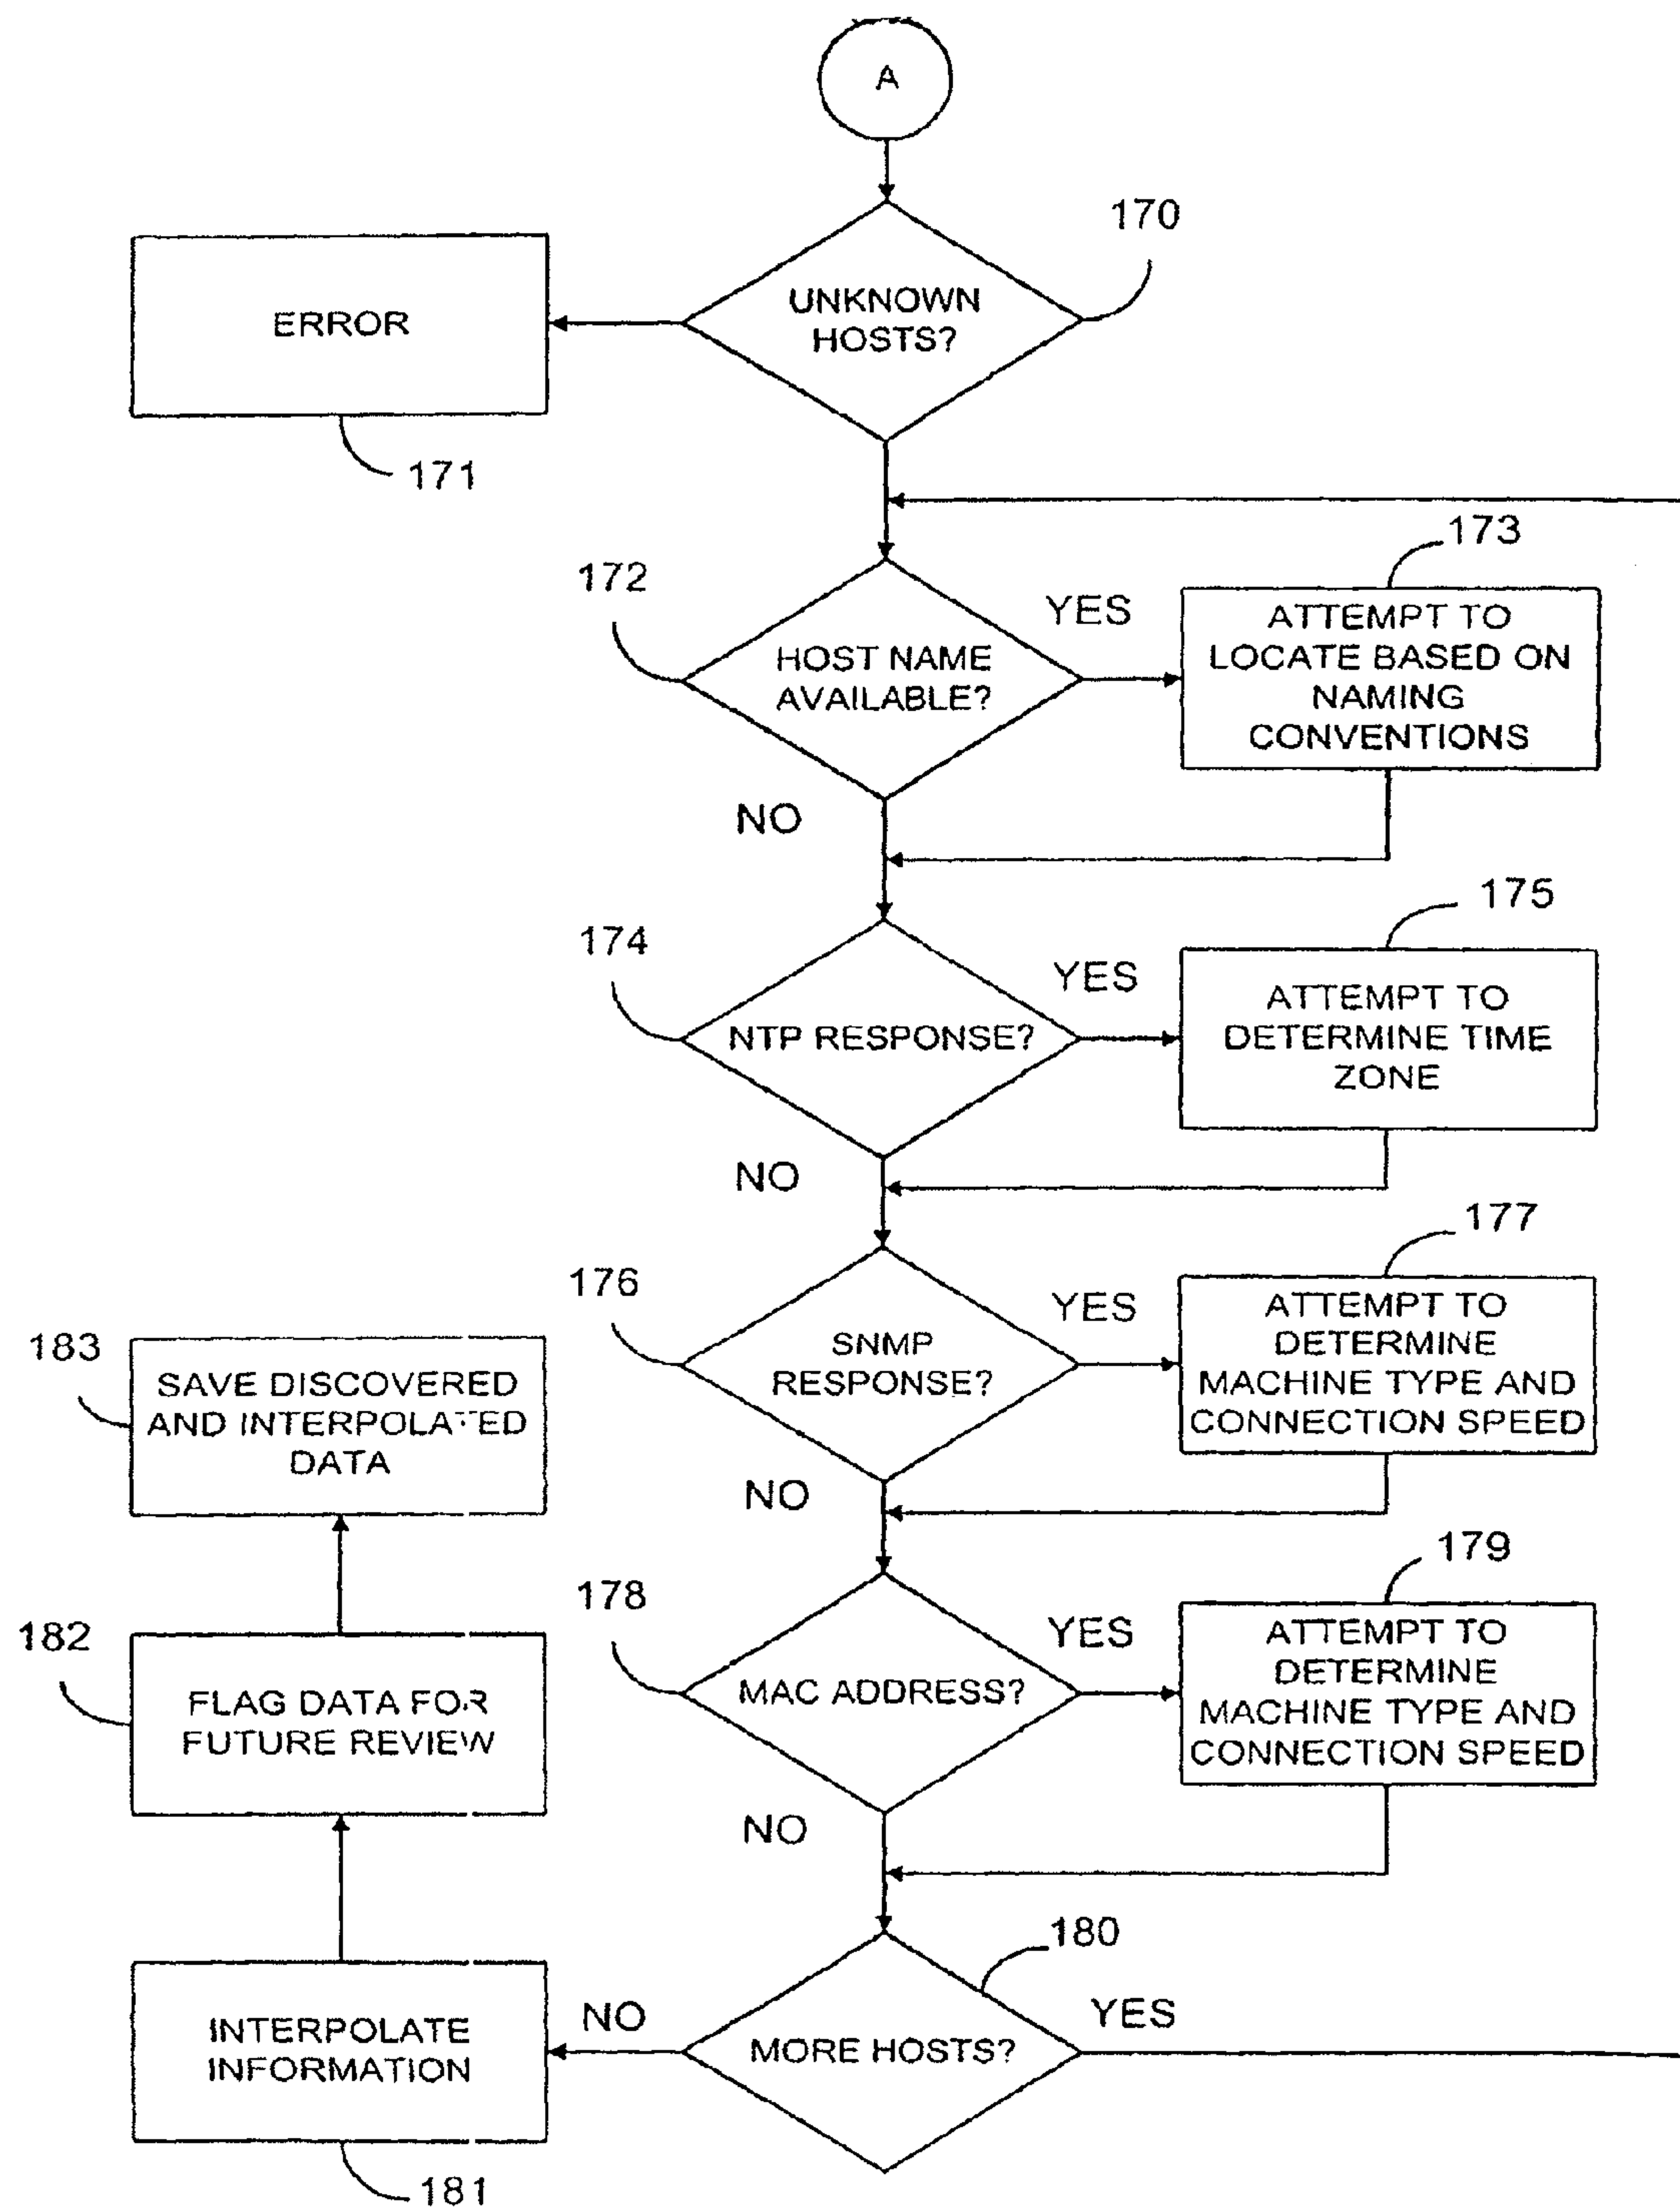 A
170
UNKNOWN
HOSTS?
ERROR
171
173
172
YES
HOST NAME
AVAILABLE?
ATTEMPT TO
LOCATE BASED ON
NAMING
CONVENTIONS
NO
175
174
YES
NTP RESPONSE?
ATTEMPT TO
DETERMINE TIME
ZONE
NO
177
176
YES
SNMP
RESPONSE?
ATTEMPT TO
DETERMINE
MACHINE TYPE AND
CONNECTION SPEED
183
SAVE DISCOVERED
AND INTERPOLATED
DATA
NO
179
178
YES
MAC ADDRESS?
ATTEMPT TO
DETERMINE
MACHINE TYPE AND
CONNECTION SPEED
182
FLAG DATA FOR
FUTURE REVIEW
NO
180
MORE HOSTS?
YES
NO
INTERPOLATE
INFORMATION
181